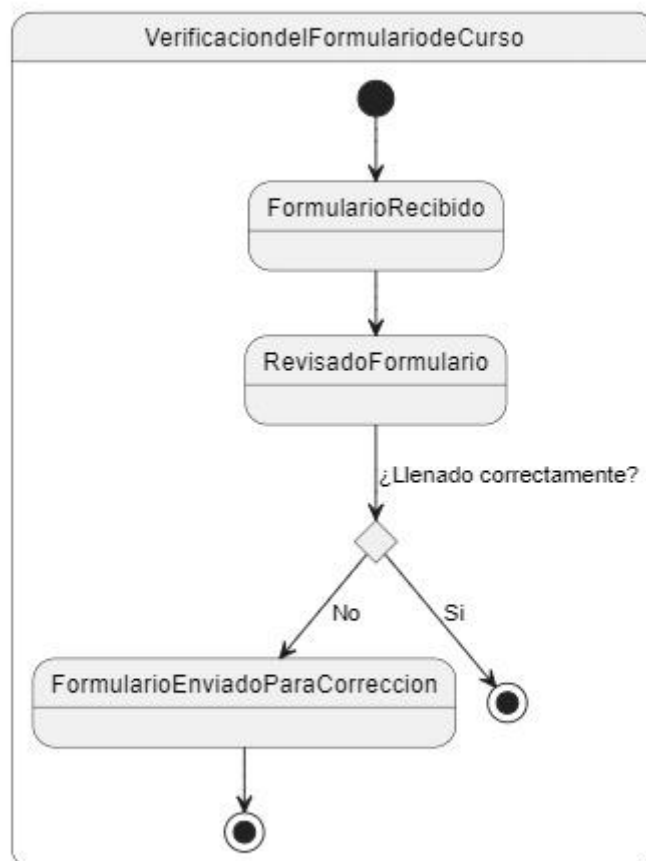 VerificaciondelFormulariodeCurso
FormularioRecibido
RevisadoFormulario
¿Llenado correctamente?
No
Si
FormularioEnviadoParaCorreccion